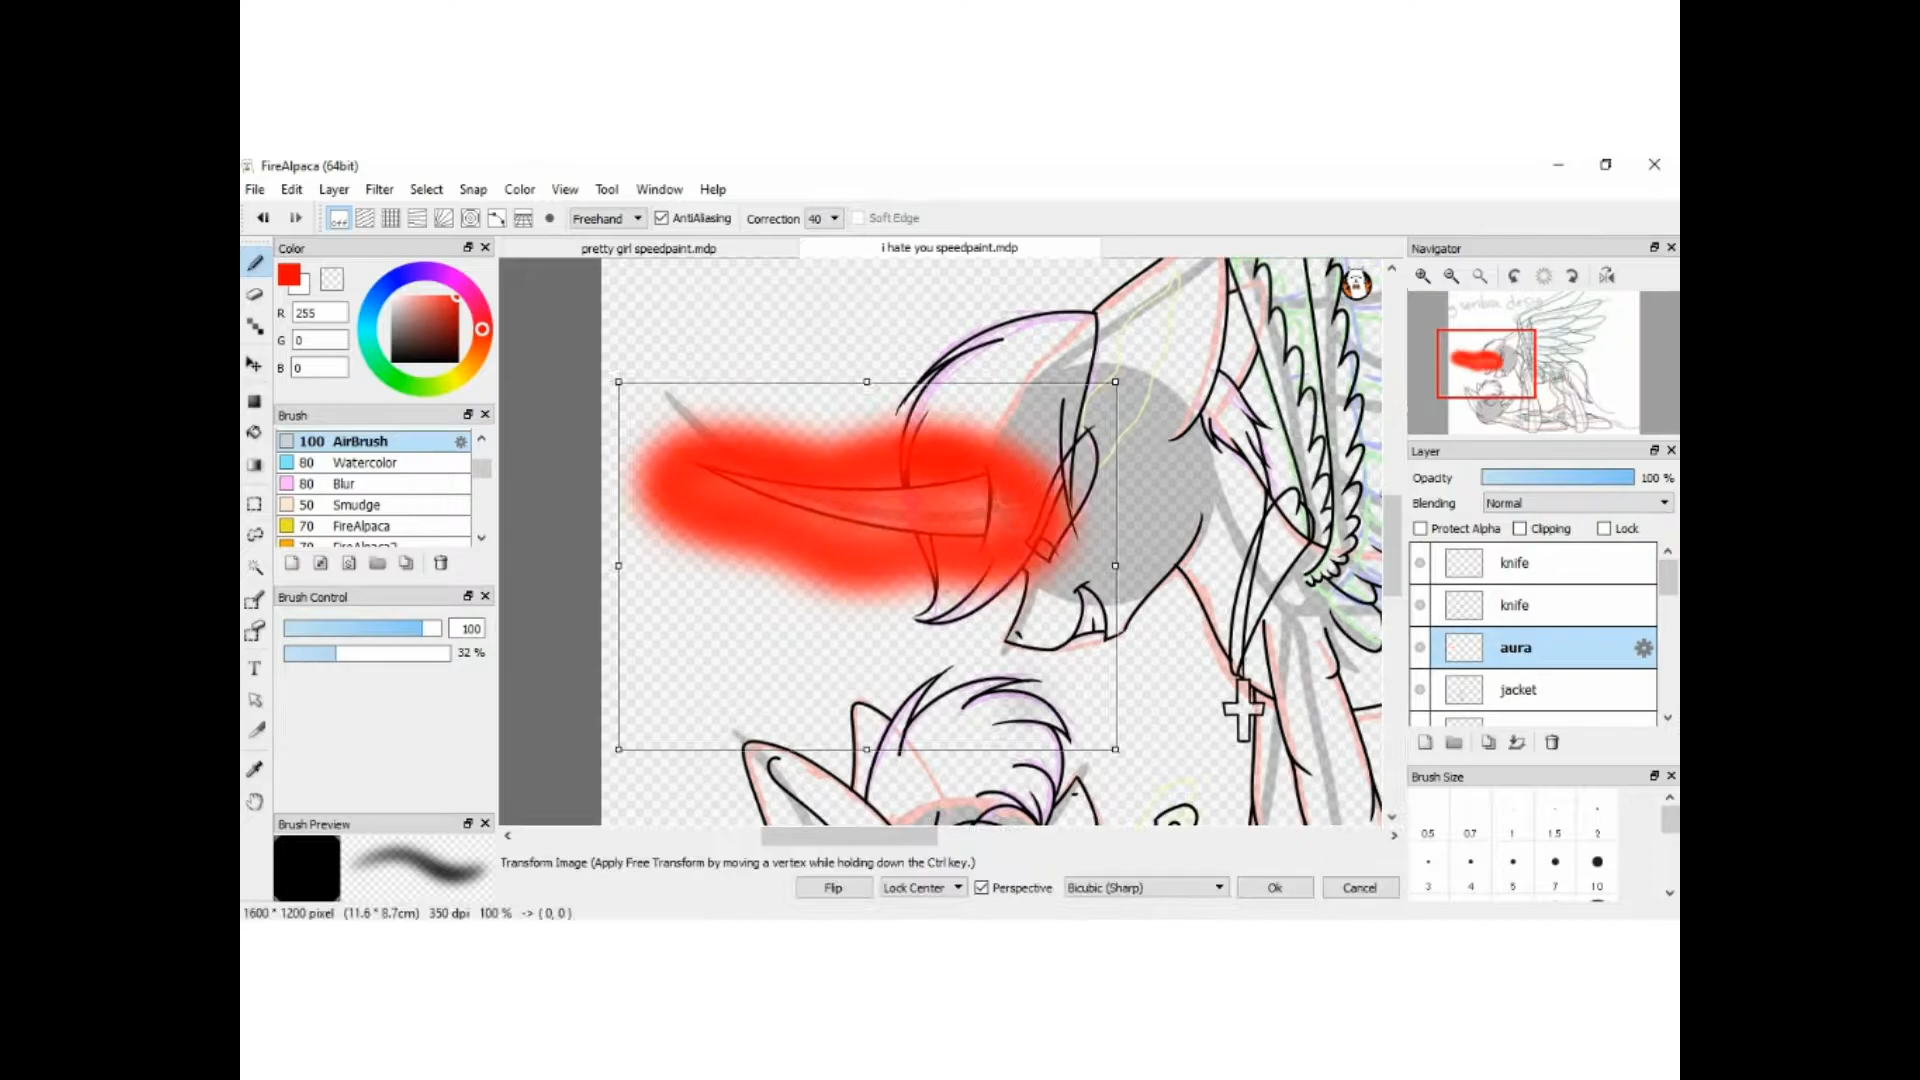 FireAlpaca (64bit)
File Edit Layer Filter Select Snap Color View Tool Window Help
OFF Freehand AntiAliasing Correction 40 Soft Edge
Color
R 255
G 0
B 0
Brush
100 AirBrush
80 Watercolor
80 Blur
50 Smudge
70 FireAlpaca
70 FireAlpaca2
Brush Control
100
32 %
Brush Preview
pretty girl speedpaint.mdp i hate you speedpaint.mdp
Transform Image (Apply Free Transform by moving a vertex while holding down the Ctrl key.)
Flip Lock Center Perspective Bicubic (Sharp) Ok Cancel
1600 * 1200 pixel (11.6 * 8.7cm) 350 dpi 100 % -> ( 0, 0 )
Navigator
Layer
Opacity 100 %
Blending Normal
Protect Alpha Clipping Lock
knife
knife
aura
jacket
Brush Size
0.5 0.7 1 1.5 2
3 4 5 7 10